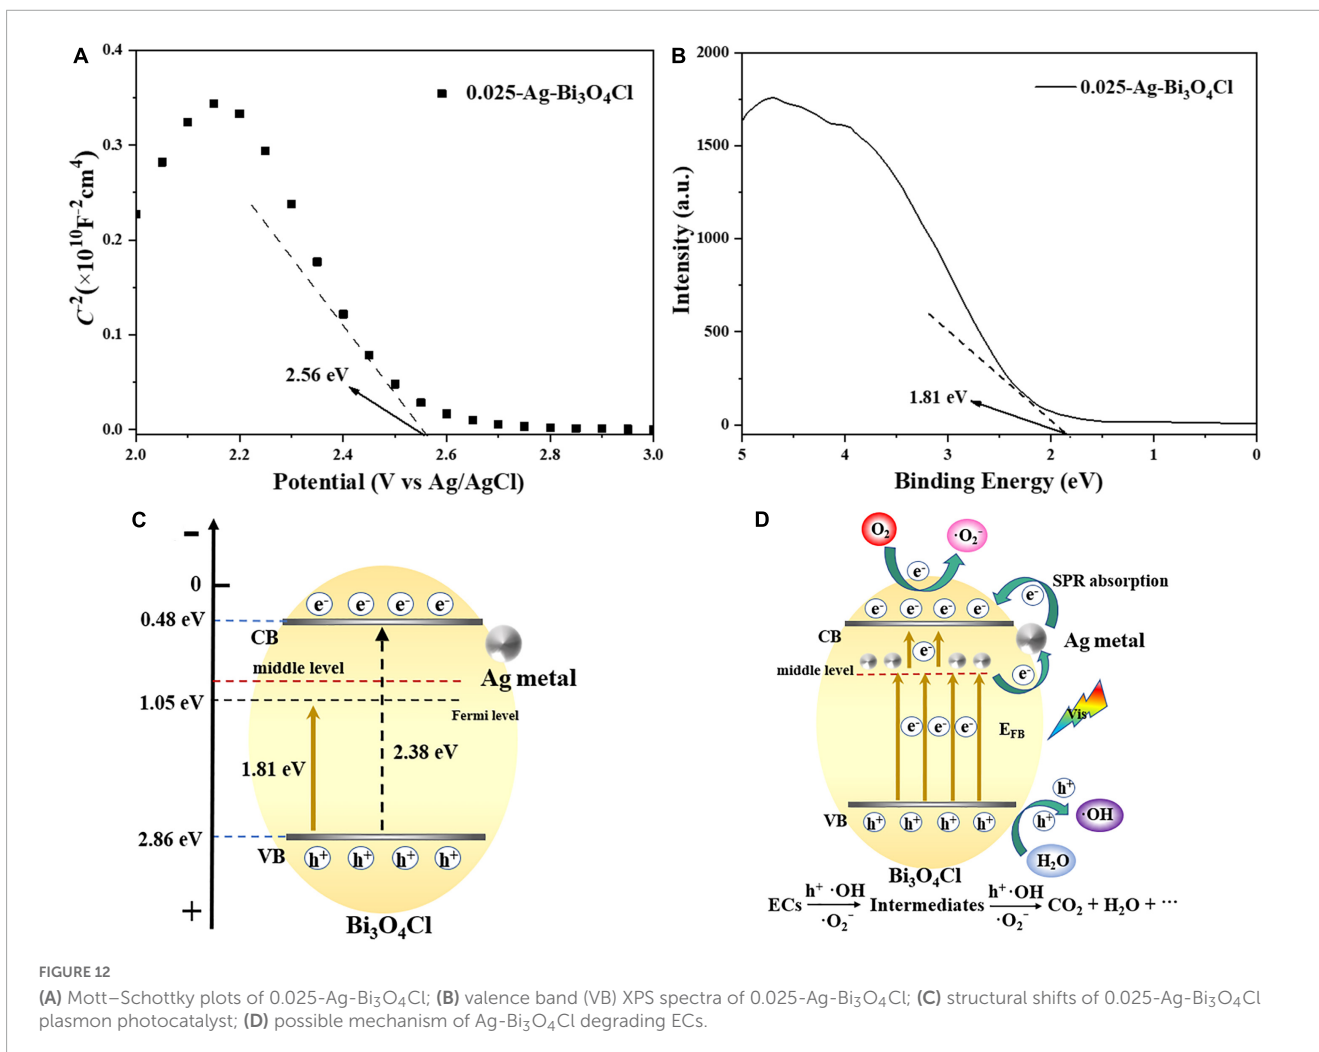 A
0.4
0.3
0.2
0.1
0.0
C⁻²(×10¹⁰F⁻²cm⁴)
0.025-Ag-Bi₃O₄Cl
2.56 eV
2.0 2.2 2.4 2.6 2.8 3.0
Potential (V vs Ag/AgCl)
B
2000
1500
1000
500
0
Intensity (a.u.)
0.025-Ag-Bi₃O₄Cl
1.81 eV
5 4 3 2 1 0
Binding Energy (eV)
C
−
0
0.48 eV
1.05 eV
2.86 eV
+
e⁻ e⁻ e⁻ e⁻
CB
Ag metal
middle level
Fermi level
1.81 eV
2.38 eV
VB
h⁺ h⁺ h⁺ h⁺
Bi₃O₄Cl
D
O₂
·O₂⁻
e⁻
SPR absorption
e⁻
e⁻ e⁻ e⁻ e⁻
CB
Ag metal
e⁻
middle level
e⁻
Vis
e⁻ e⁻ e⁻
E_FB
h⁺
VB
h⁺ h⁺ h⁺ h⁺
h⁺
·OH
H₂O
Bi₃O₄Cl
h⁺ ·OH h⁺ ·OH
ECs Intermediates CO₂ + H₂O + ···
·O₂⁻ ·O₂⁻
FIGURE 12
(A) Mott–Schottky plots of 0.025-Ag-Bi₃O₄Cl; (B) valence band (VB) XPS spectra of 0.025-Ag-Bi₃O₄Cl; (C) structural shifts of 0.025-Ag-Bi₃O₄Cl
plasmon photocatalyst; (D) possible mechanism of Ag-Bi₃O₄Cl degrading ECs.